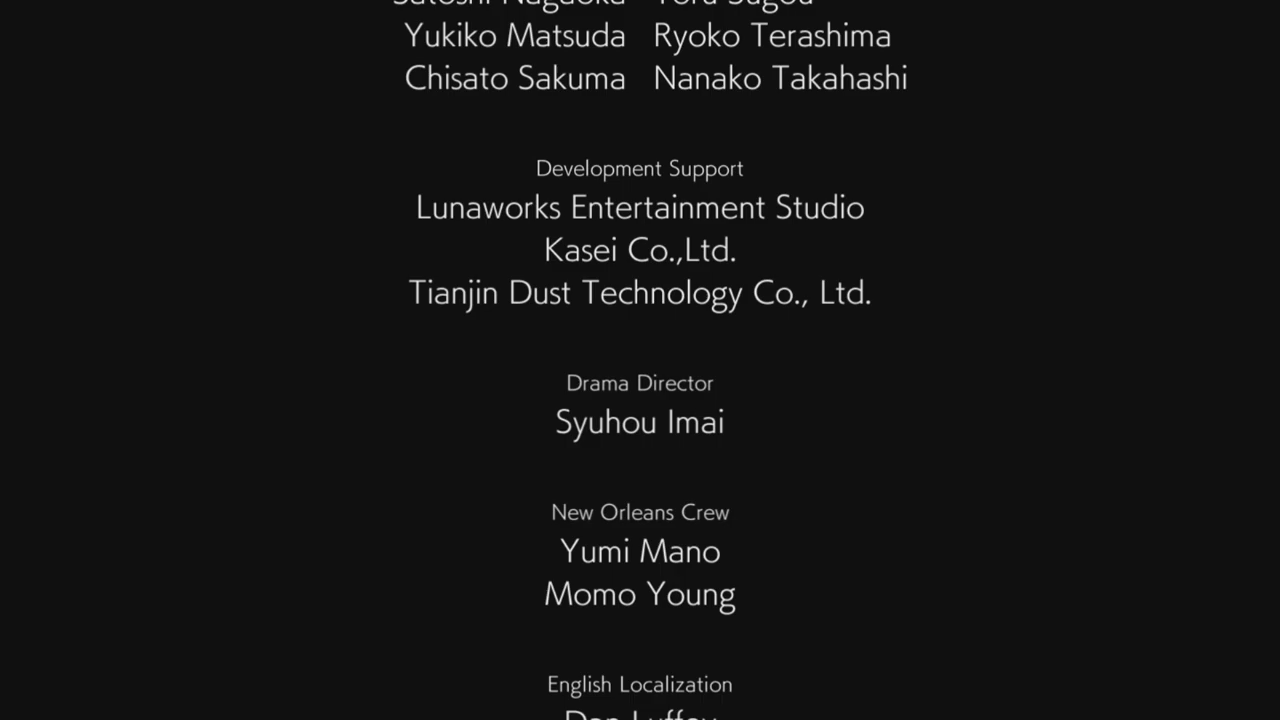 Yukiko Matsuda Ryoko Terashima
Chisato Sakuma Nanako Takahashi
Development Support
Lunaworks Entertainment Studio
Kasei Co.,Ltd.
Tianjin Dust Technology Co., Ltd.
Drama Director
Syuhou Imai
New Orleans Crew
Yumi Mano
Momo Young
English Localization